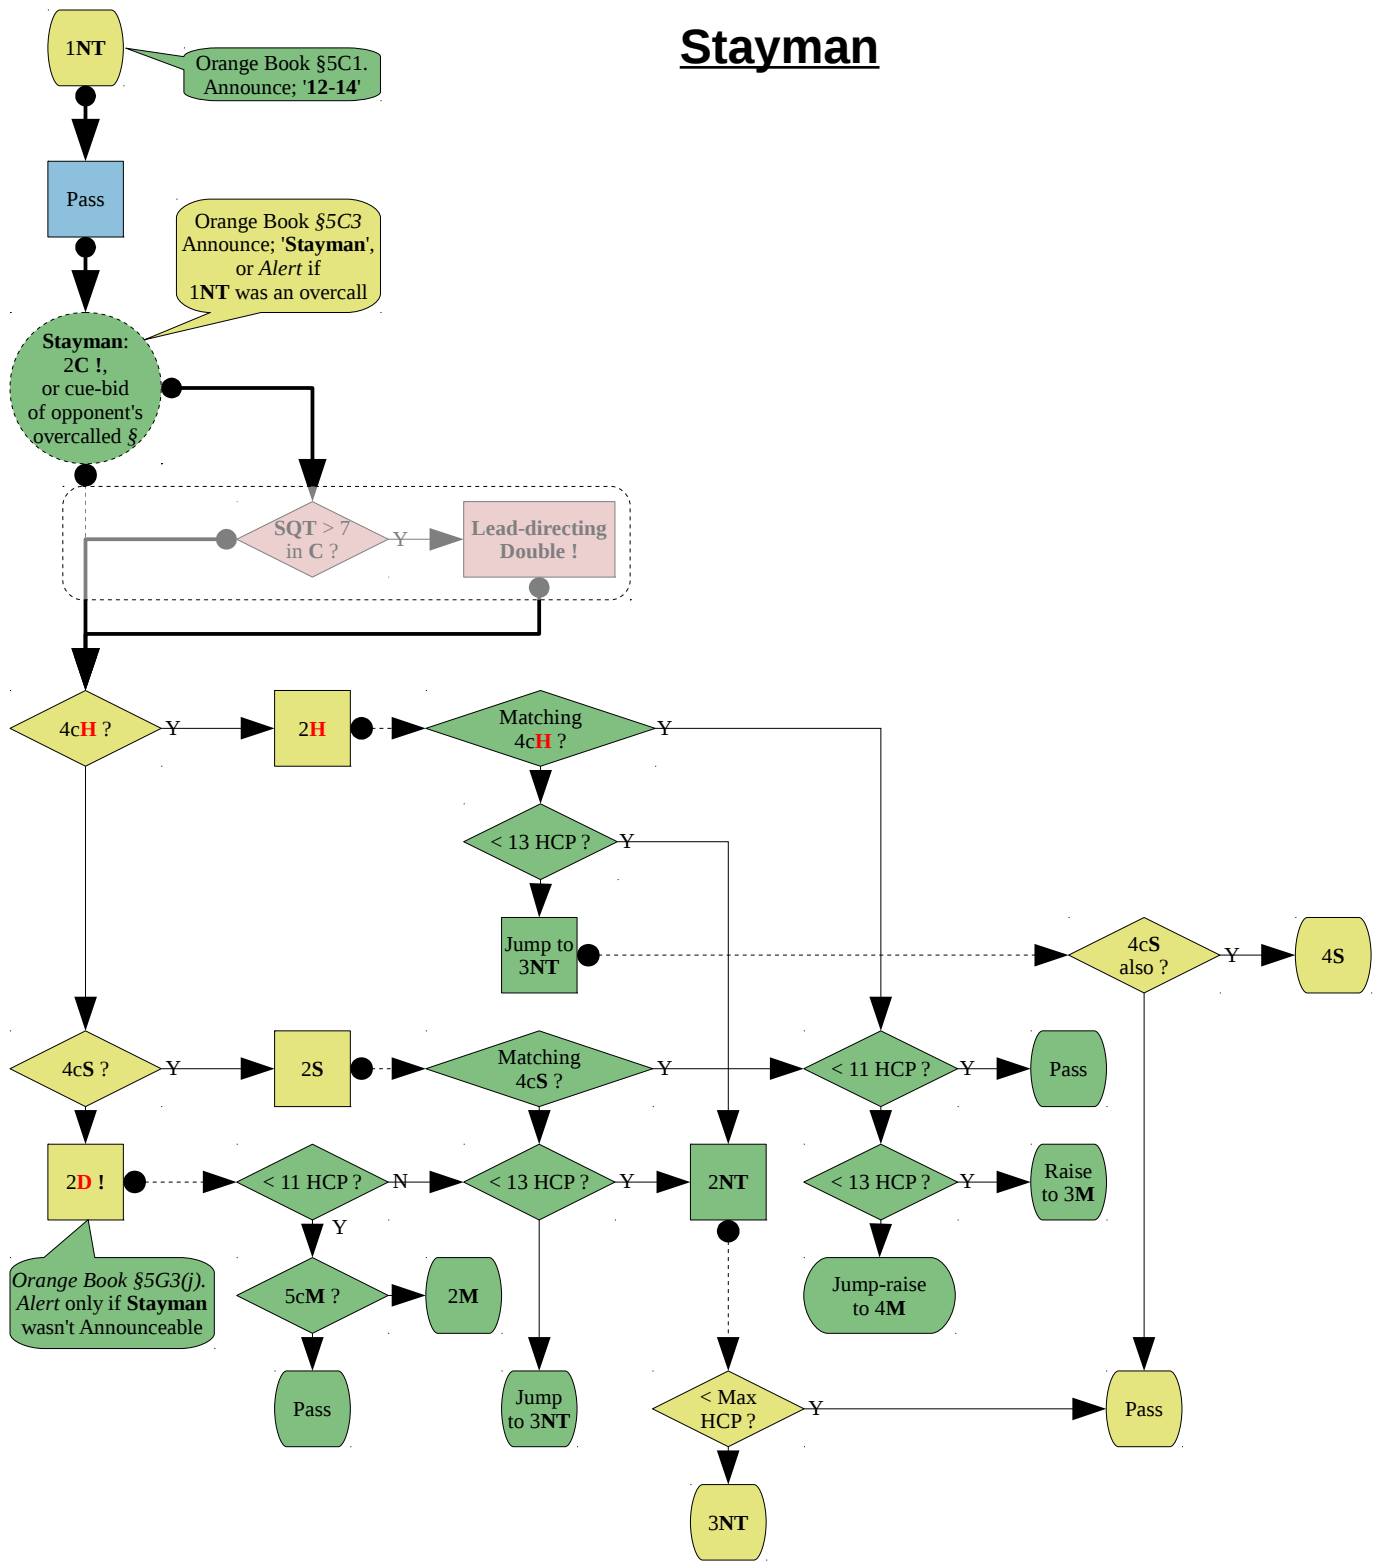 Stayman
1NT
Orange Book §5C1.
Announce; '12-14'
Pass
Orange Book §5C3
Announce; 'Stayman',
or Alert if
1NT was an overcall
Stayman:
2C !,
or cue-bid
of opponent's
overcalled §
SQT > 7
in C ?
Y
Lead-directing
Double !
4cH ?
Y
2H
Matching
4cH ?
Y
< 13 HCP ?
Y
Jump to
3NT
4cS
also ?
Y
4S
4cS ?
Y
2S
Matching
4cS ?
Y
< 11 HCP ?
Y
Pass
2D !
< 11 HCP ?
N
< 13 HCP ?
Y
2NT
< 13 HCP ?
Y
Raise
to 3M
Y
Orange Book §5G3(j).
Alert only if Stayman
wasn't Announceable
5cM ?
2M
Jump-raise
to 4M
Pass
Jump
to 3NT
< Max
HCP ?
Y
Pass
3NT